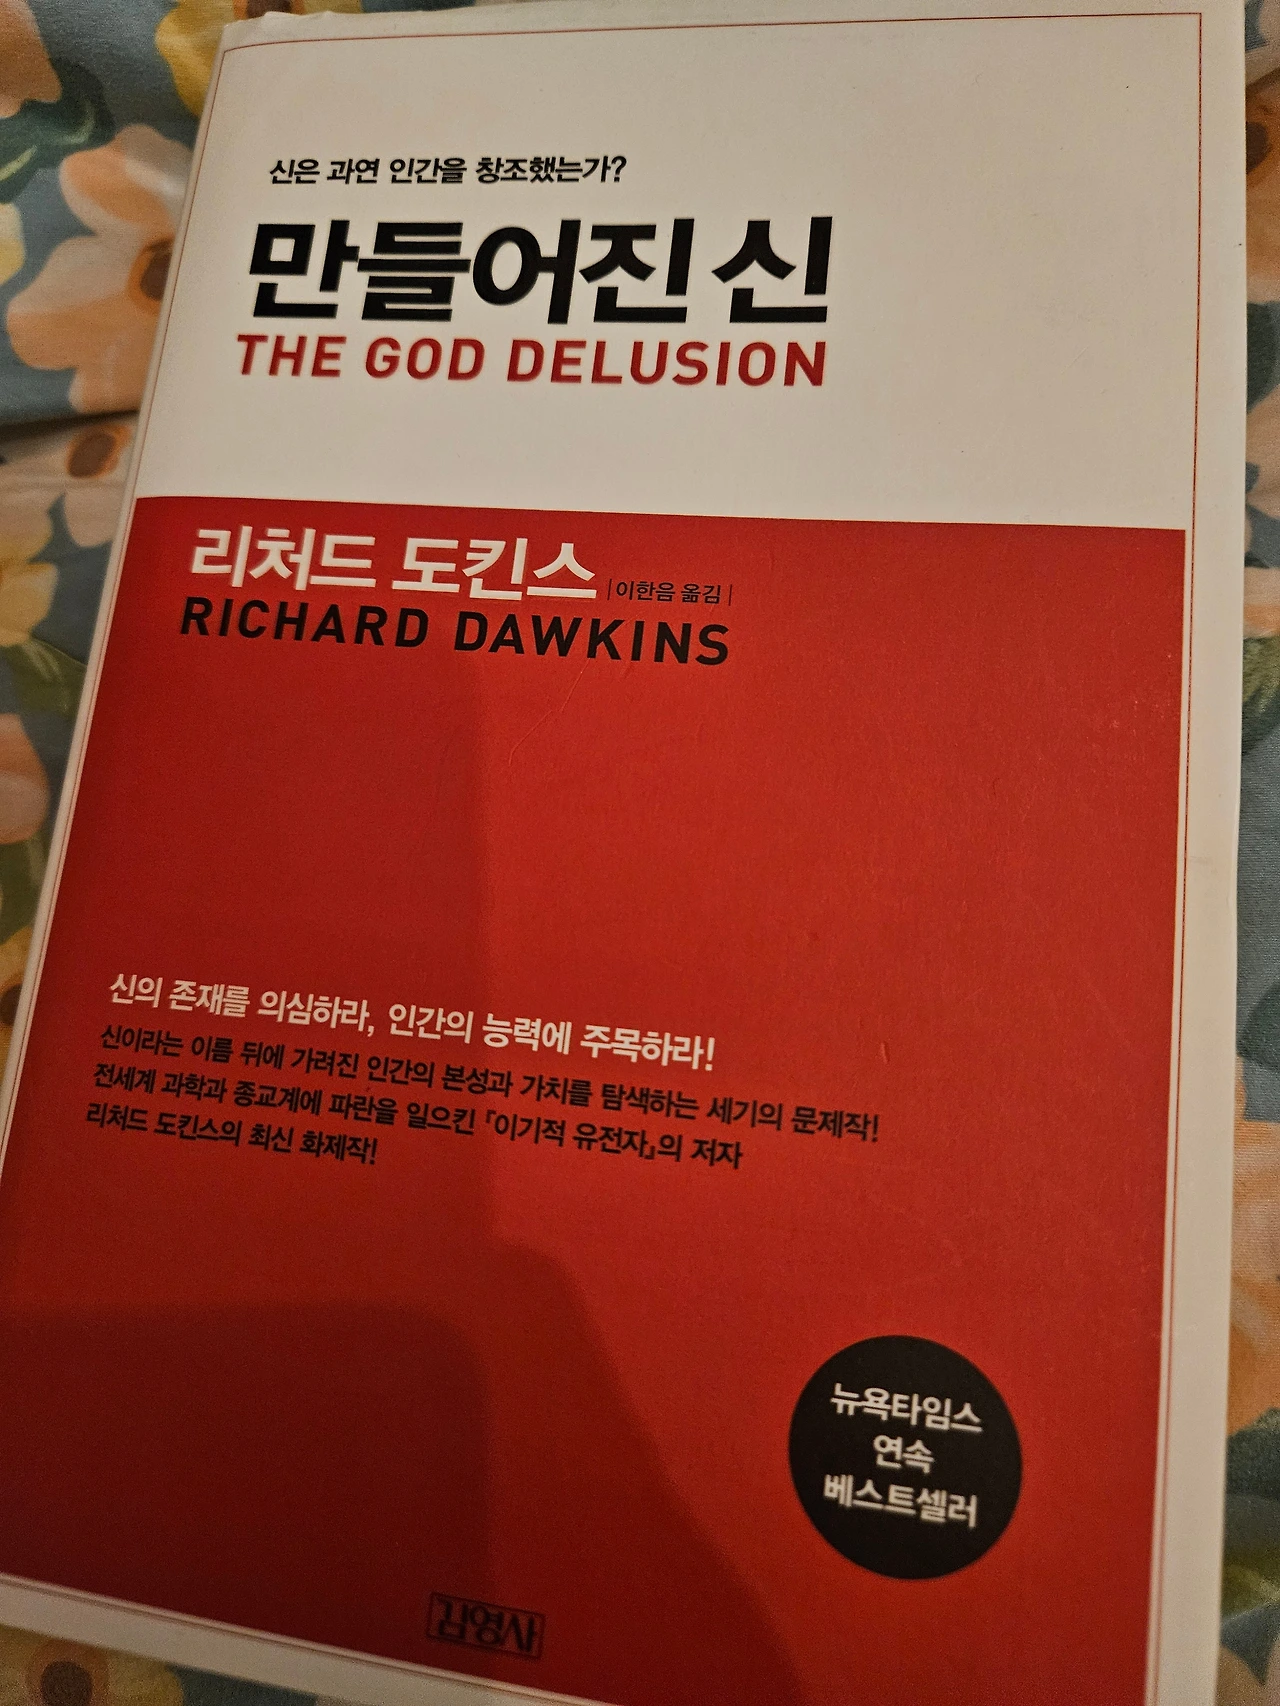 신은 과연 인간을 창조했는가?
만들어진 신
THE GOD DELUSION
리처드 도킨스 |이한음 옮김|
RICHARD DAWKINS
신의 존재를 의심하라, 인간의 능력에 주목하라!
신이라는 이름 뒤에 가려진 인간의 본성과 가치를 탐색하는 세기의 문제작!
전세계 과학과 종교계에 파란을 일으킨 『이기적 유전자』의 저자
리처드 도킨스의 최신 화제작!
뉴욕타임스
연속
베스트셀러
김영사